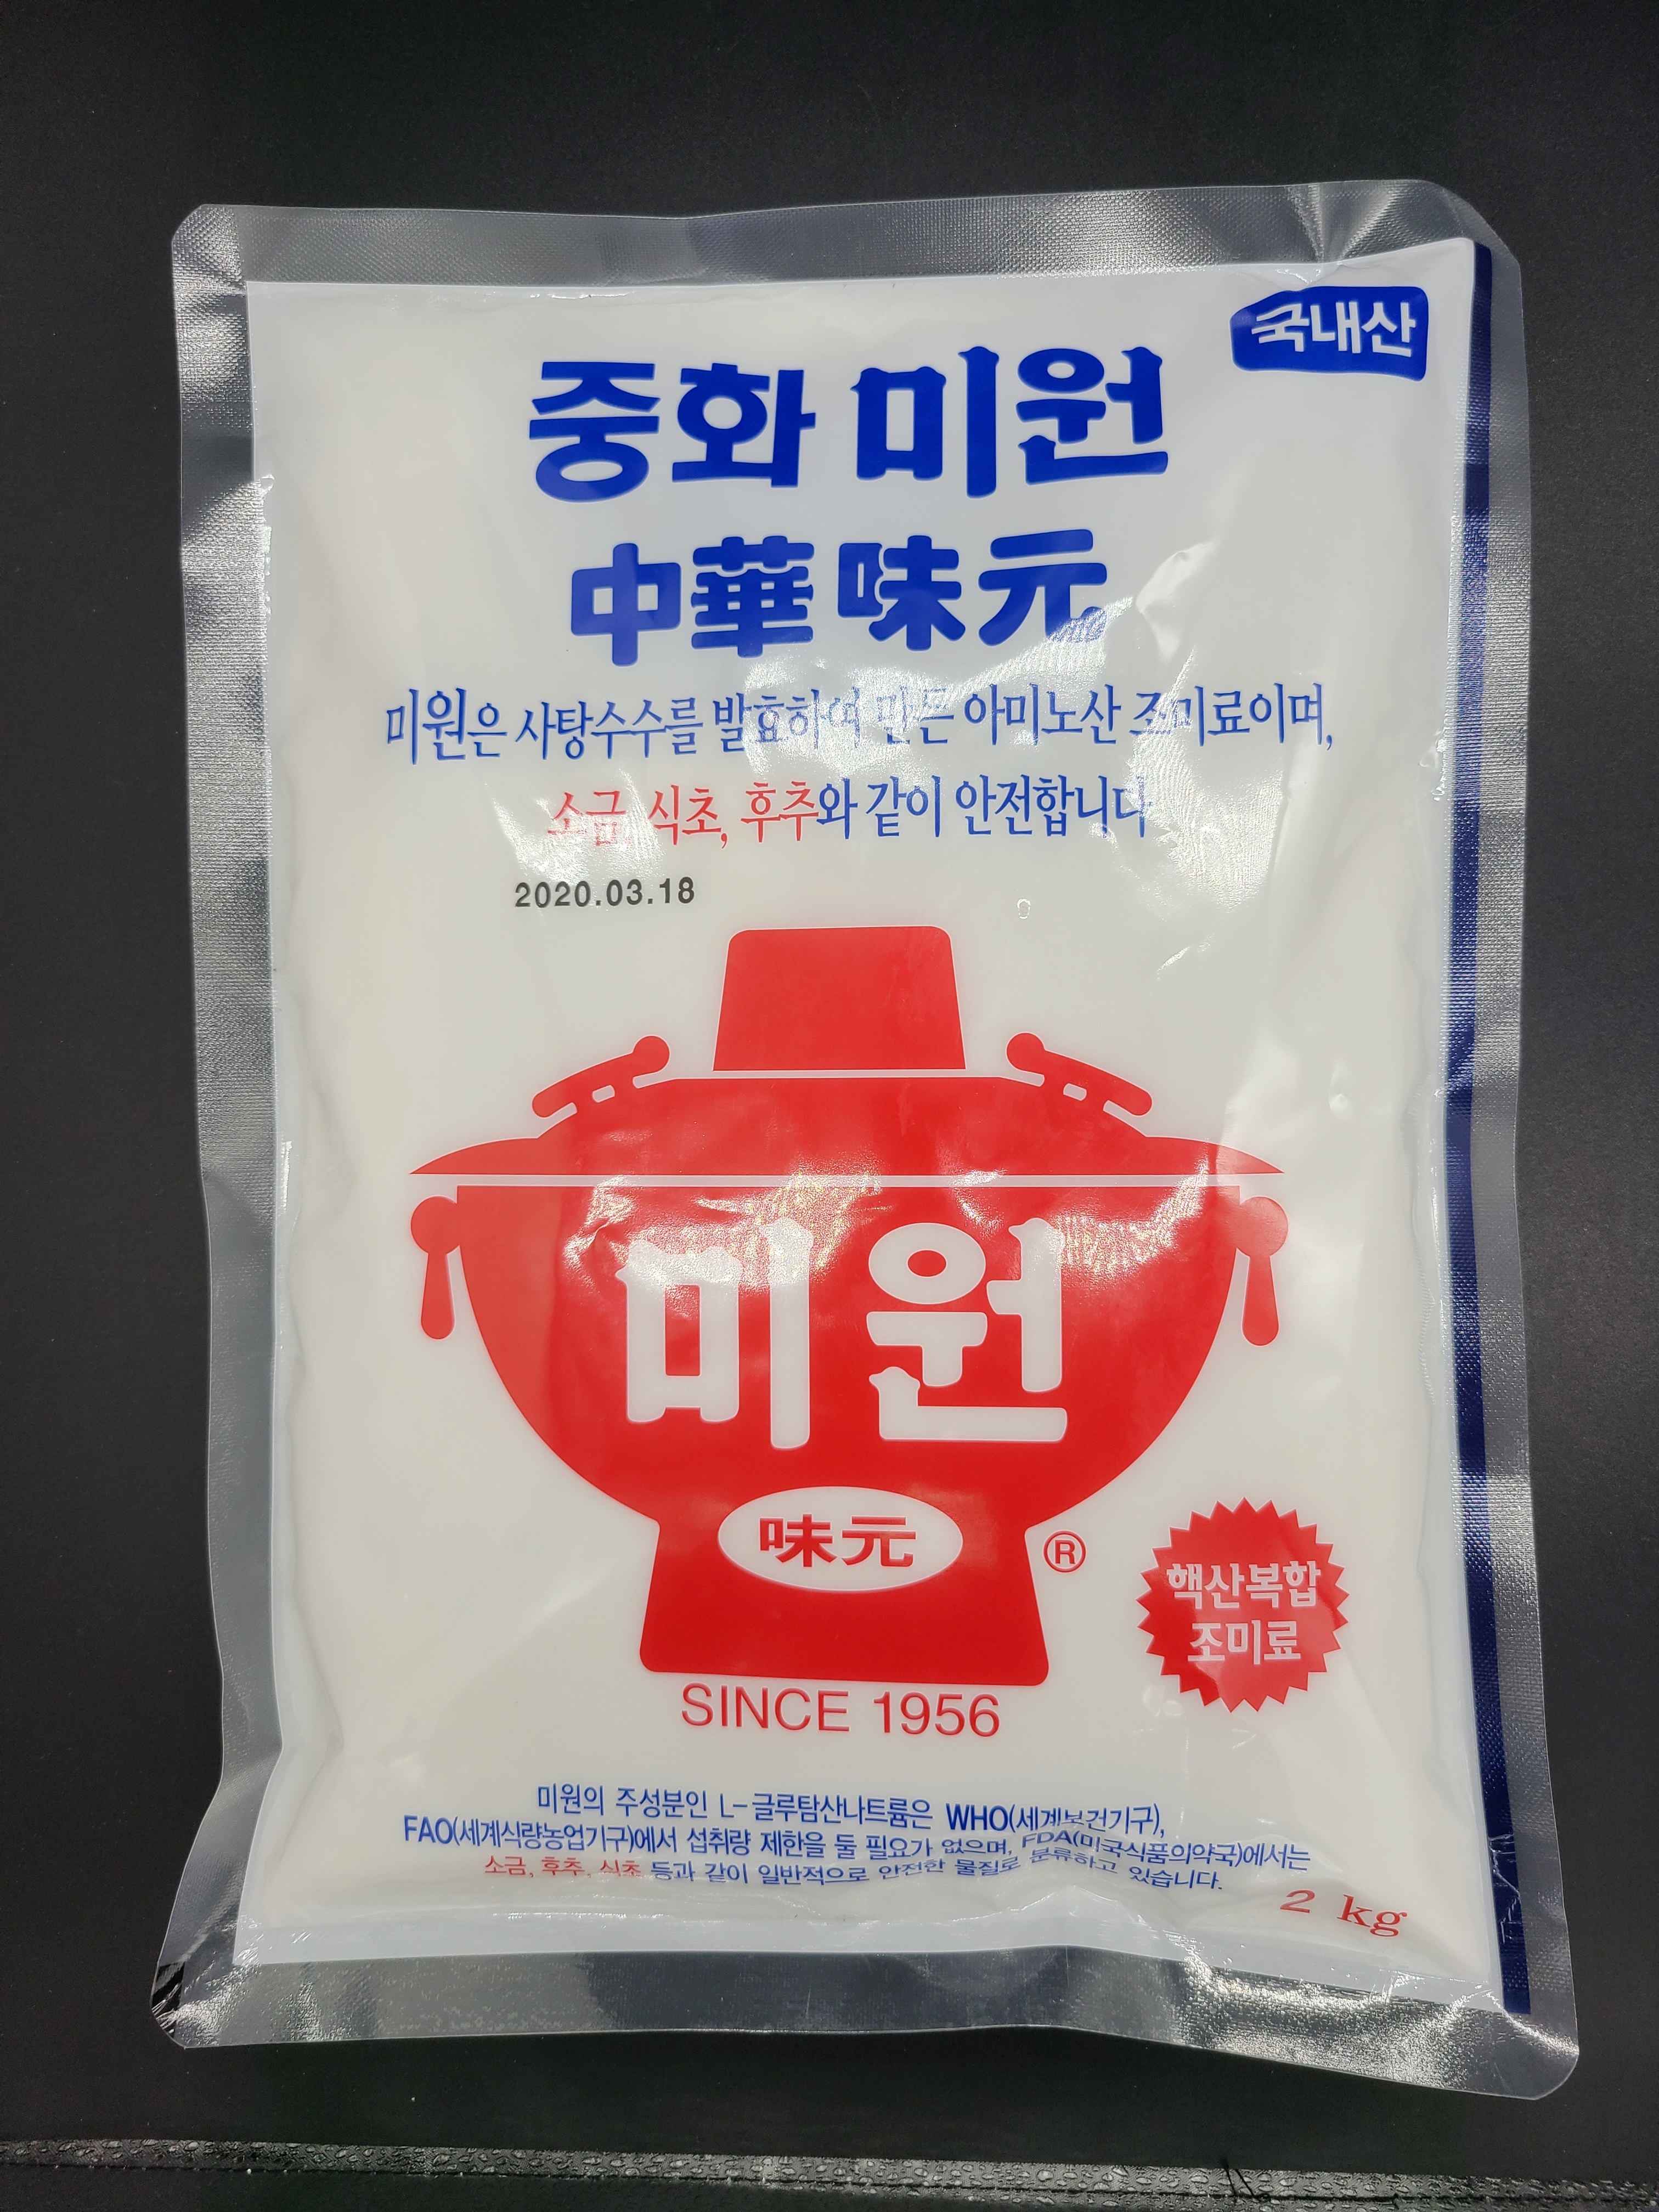 국내산
중화 미원
中華 味元
미원은 사탕수수를 발효하여 만든 아미노산 조미료이며,
소금, 식초, 후추와 같이 안전합니다
2020.03.18
미원
味元
®
핵산복합
조미료
SINCE 1956
미원의 주성분인 L-글루탐산나트륨은 WHO(세계보건기구),
FAO(세계식량농업기구)에서 섭취량 제한을 둘 필요가 없으며, FDA(미국식품의약국)에서는
소금, 후추, 식초 등과 같이 일반적으로 안전한 물질로 분류하고 있습니다.
2 kg